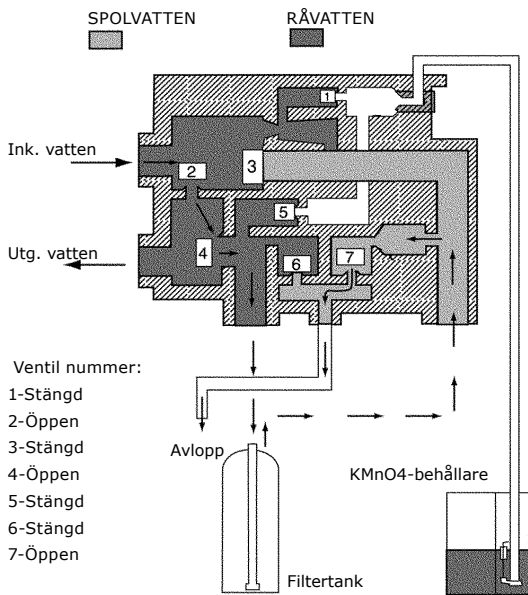 SPOLVATTEN
RÅVATTEN
1
Ink. vatten
2
3
5
Utg. vatten
4
6
7
Ventil nummer:
1-Stängd
2-Öppen
3-Stängd
4-Öppen
5-Stängd
6-Stängd
7-Öppen
Avlopp
KMnO4-behållare
Filtertank